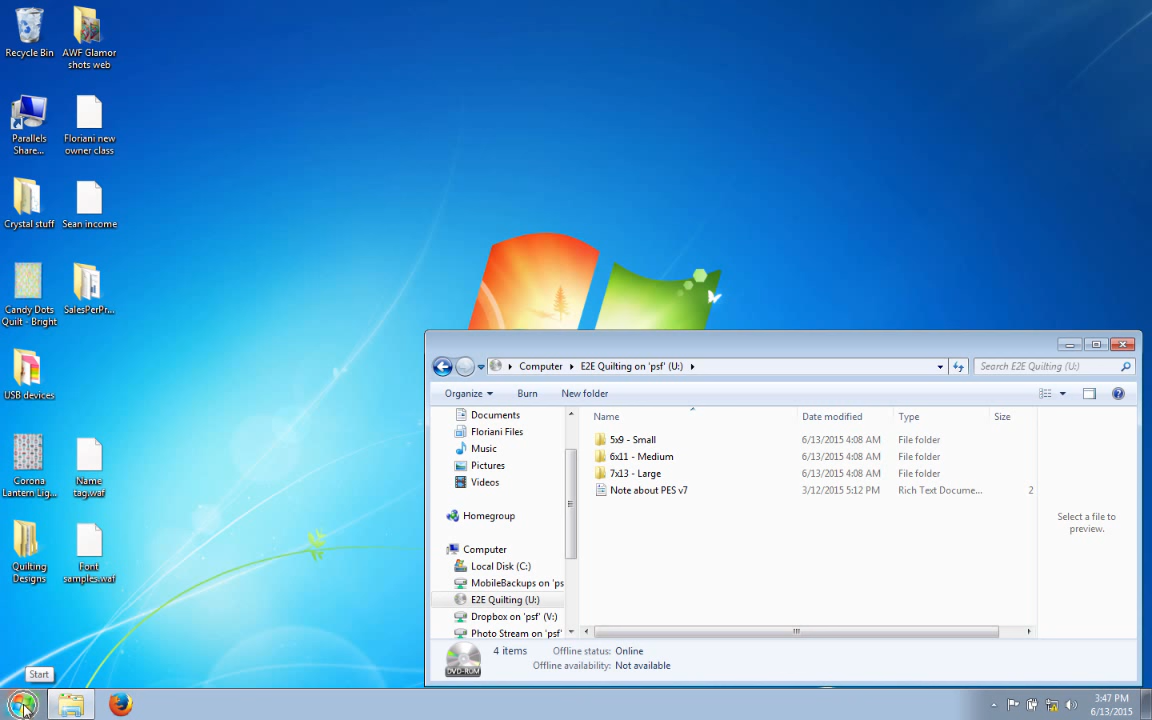 Recycle Bin
AWF Glamor
shots web
Parallels
Share...
Floriani new
owner class
Crystal stuff
Sean income
Candy Dots
Quilt - Bright
SalesPerPr...
USB devices
Corona
Lantern Lig...
Name
tag.waf
Quilting
Designs
Font
samples.waf
Computer
E2E Quilting on 'psf' (U:)
Search E2E Quilting (U:)
Organize
Burn
New folder
Documents
Floriani Files
Music
Pictures
Videos
Homegroup
Computer
Local Disk (C:)
MobileBackups on 'ps
E2E Quilting (U:)
Dropbox on 'psf' (V:)
Photo Stream on 'psf'
Name Date modified Type Size
5x9 - Small 6/13/2015 4:08 AM File folder
6x11 - Medium 6/13/2015 4:08 AM File folder
7x13 - Large 6/13/2015 4:08 AM File folder
Note about PES v7 3/12/2015 5:12 PM Rich Text Docume... 2
Select a file to
preview.
DVD-ROM
4 items Offline status: Online
Offline availability: Not available
Start
3:47 PM
6/13/2015